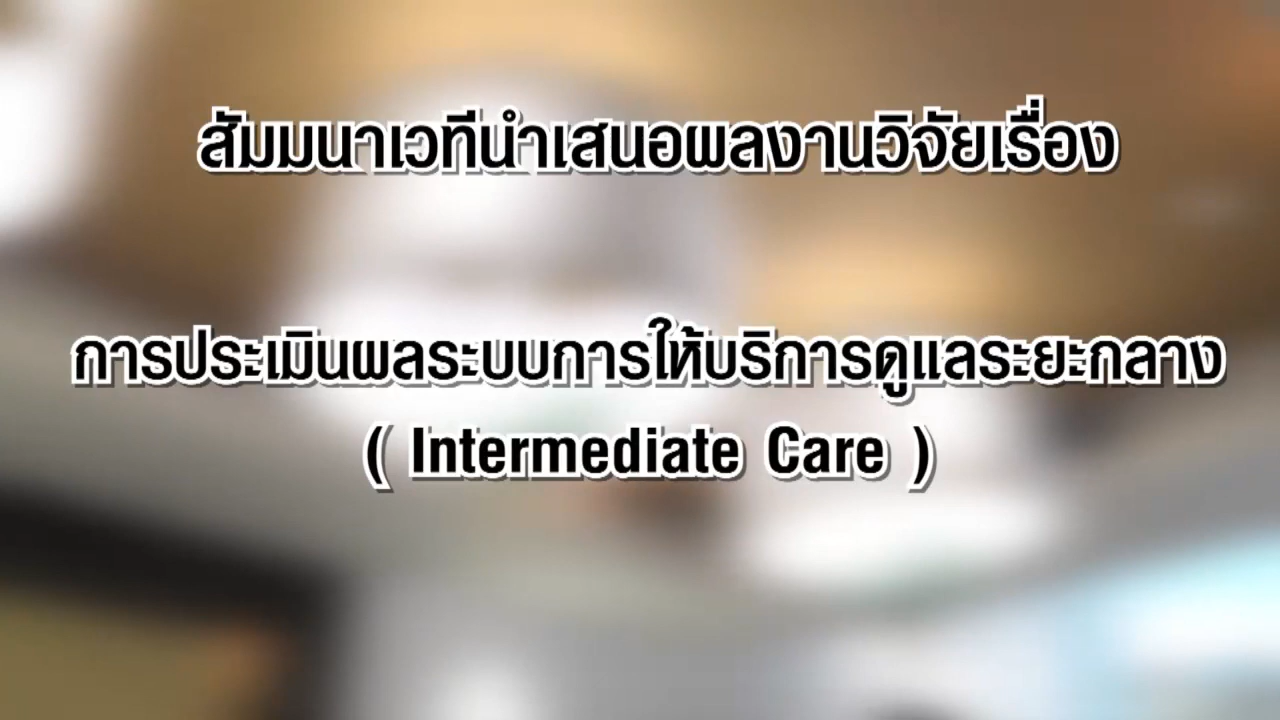 สัมมนาเวทีนำเสนอผลงานวิจัยเรื่อง
การประเมินผลระบบการให้บริการดูแลระยะกลาง
( Intermediate Care )